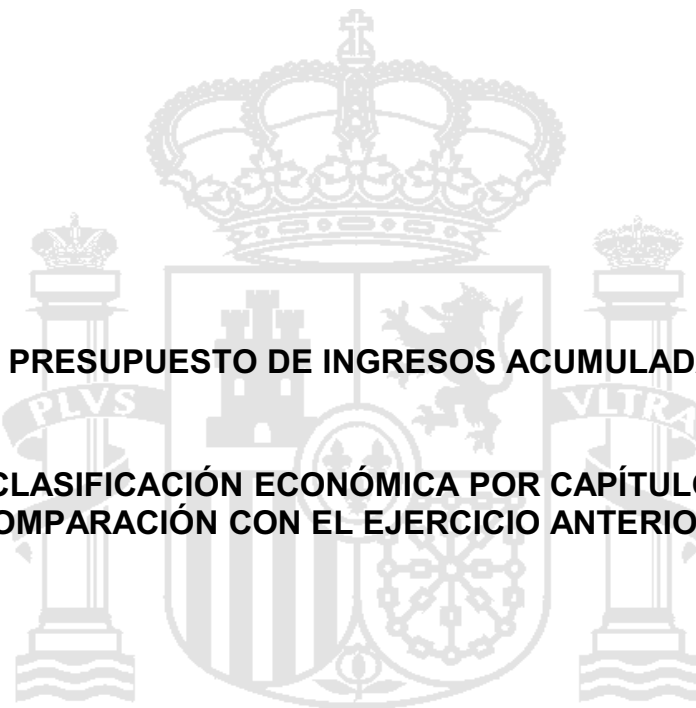 PRESUPUESTO DE INGRESOS ACUMULAD
PLVS
VLTRA
CLASIFICACIÓN ECONÓMICA POR CAPÍTULO
OMPARACIÓN CON EL EJERCICIO ANTERIO